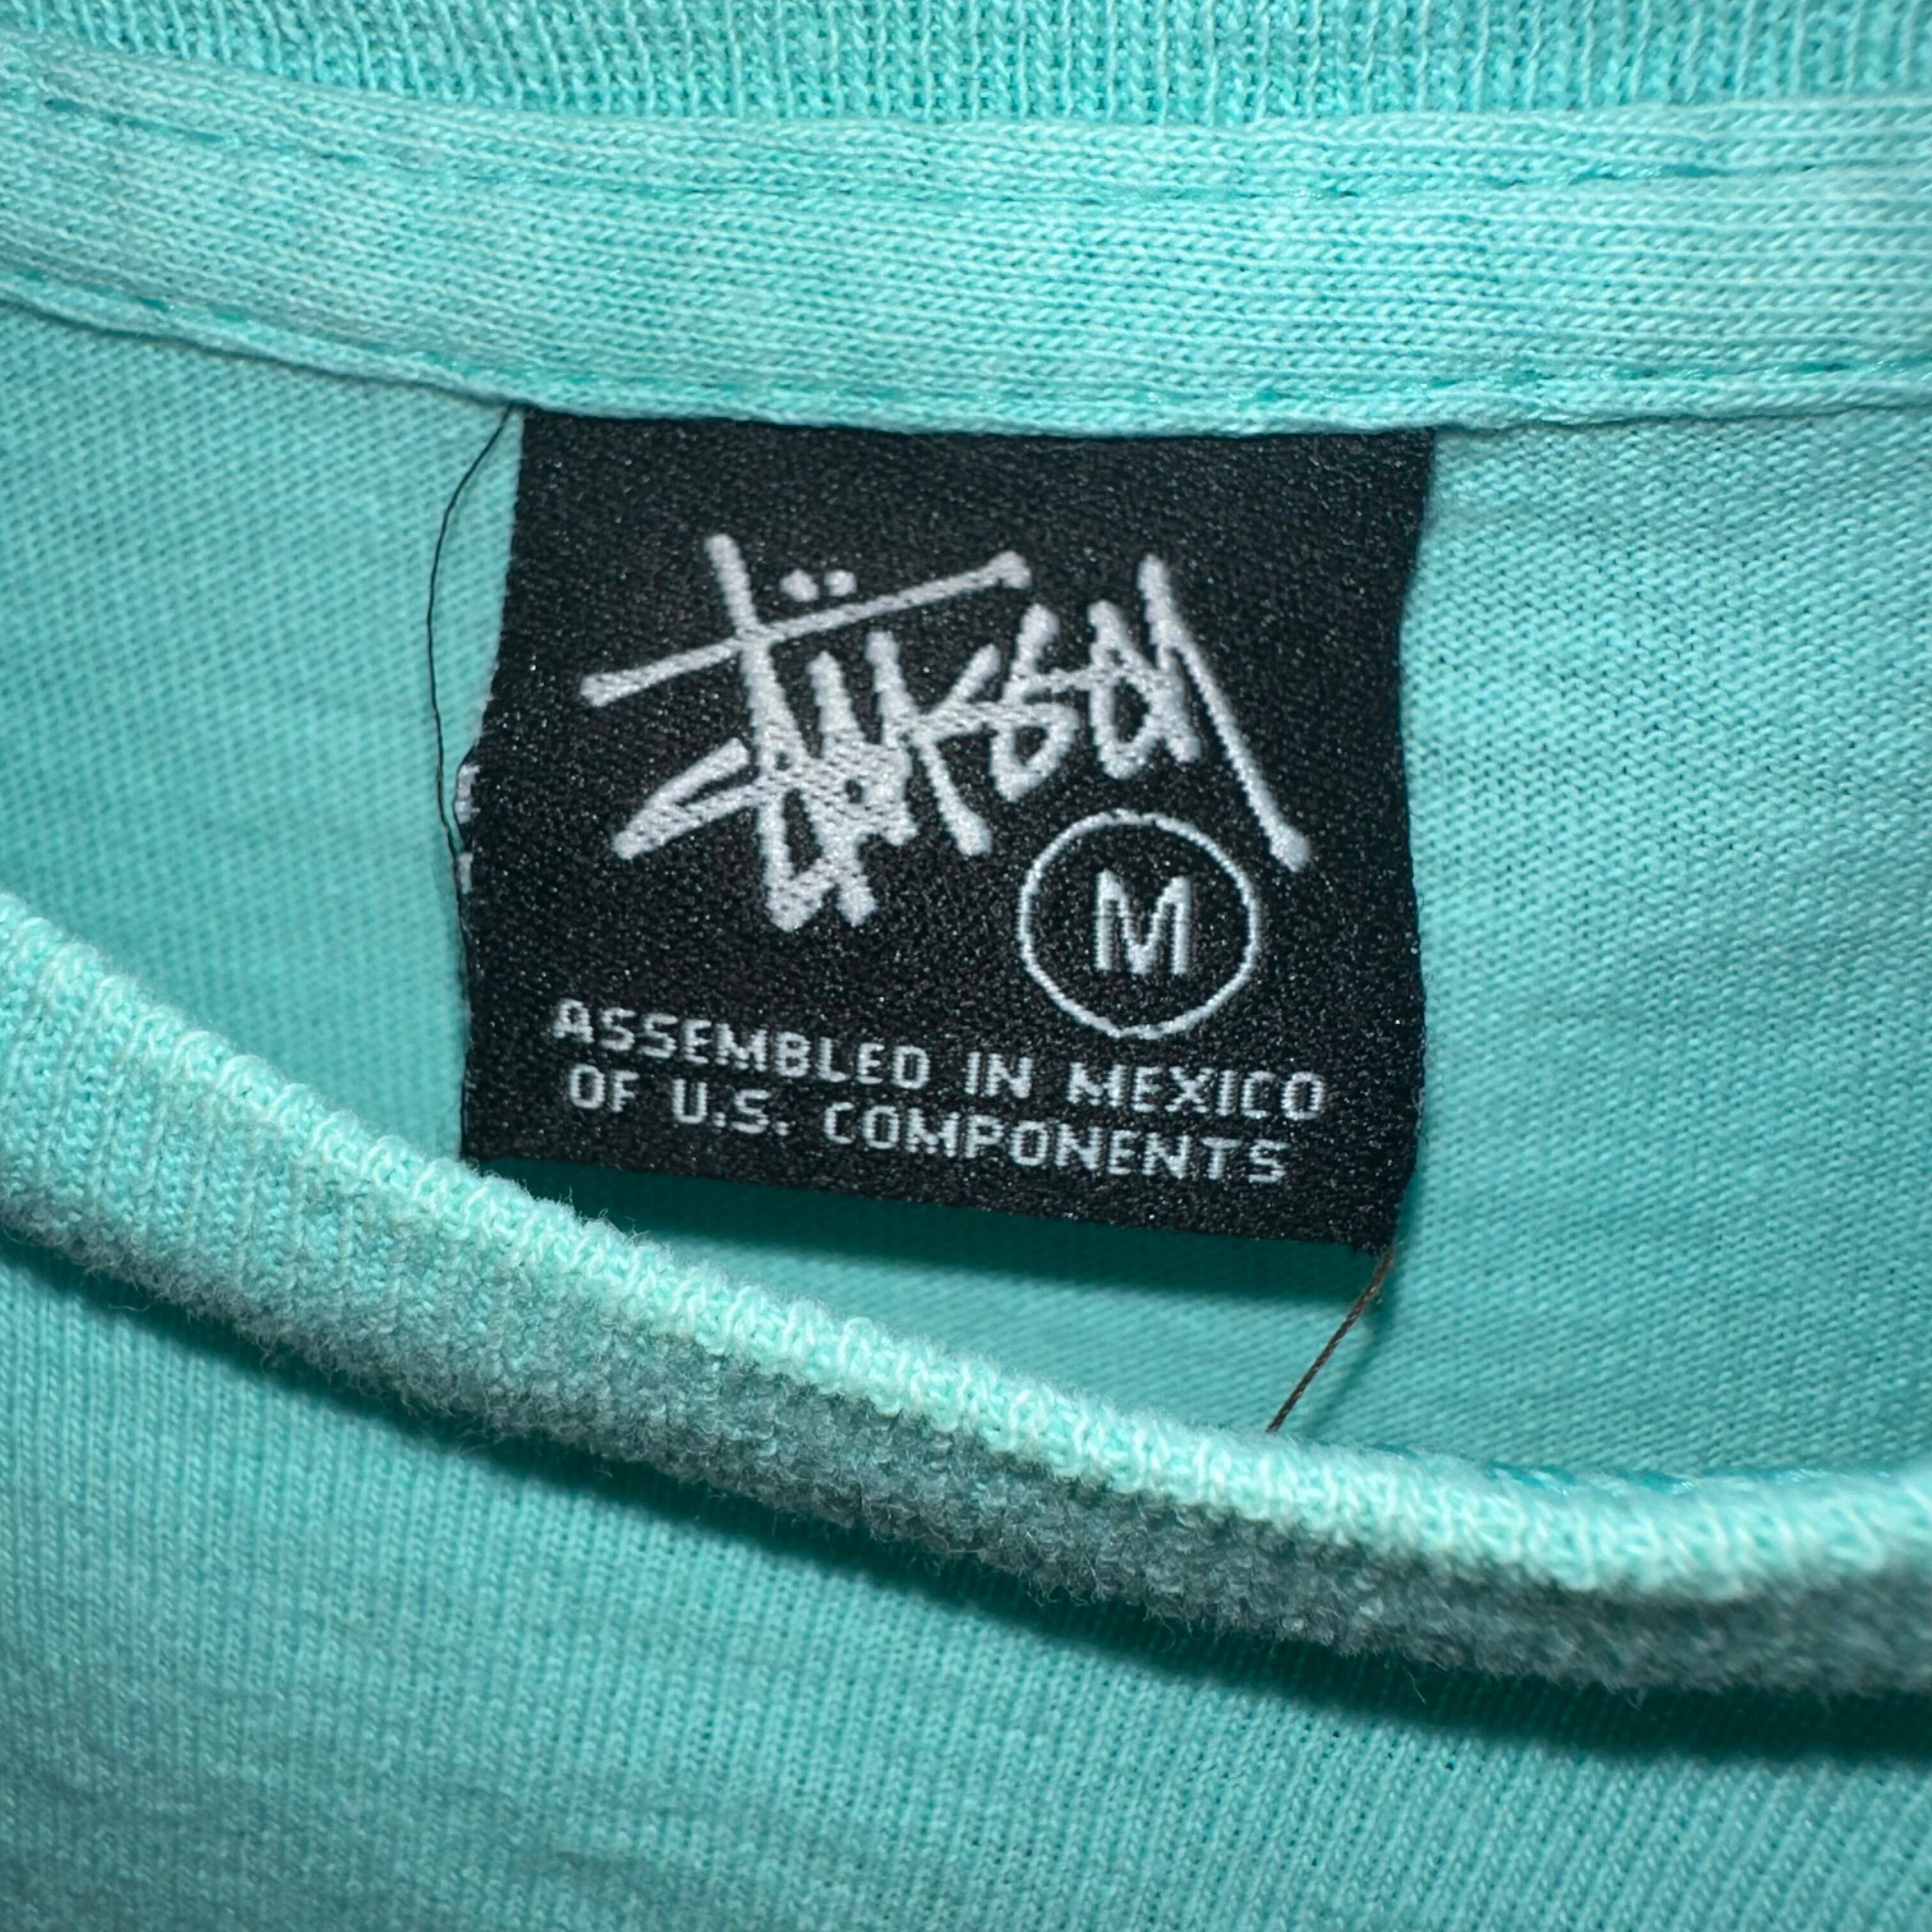 Stüssy
M
ASSEMBLED IN MEXICO
OF U.S. COMPONENTS